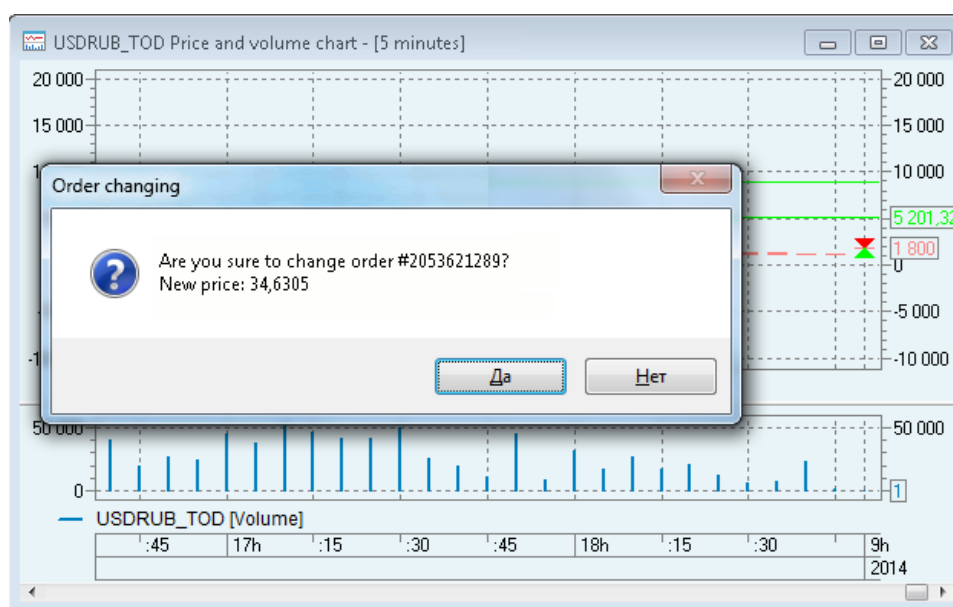 USDRUB_TOD Price and volume chart - [5 minutes]
20 000 20 000
15 000 15 000
10 000
Order changing
5 201,32
Are you sure to change order #2053621289?
1 800
New price: 34,6305
0
-5 000
-10 000
Да Нет
50 000 50 000
0 1
USDRUB_TOD [Volume]
':45 17h ':15 ':30 ':45 18h ':15 ':30 9h
2014